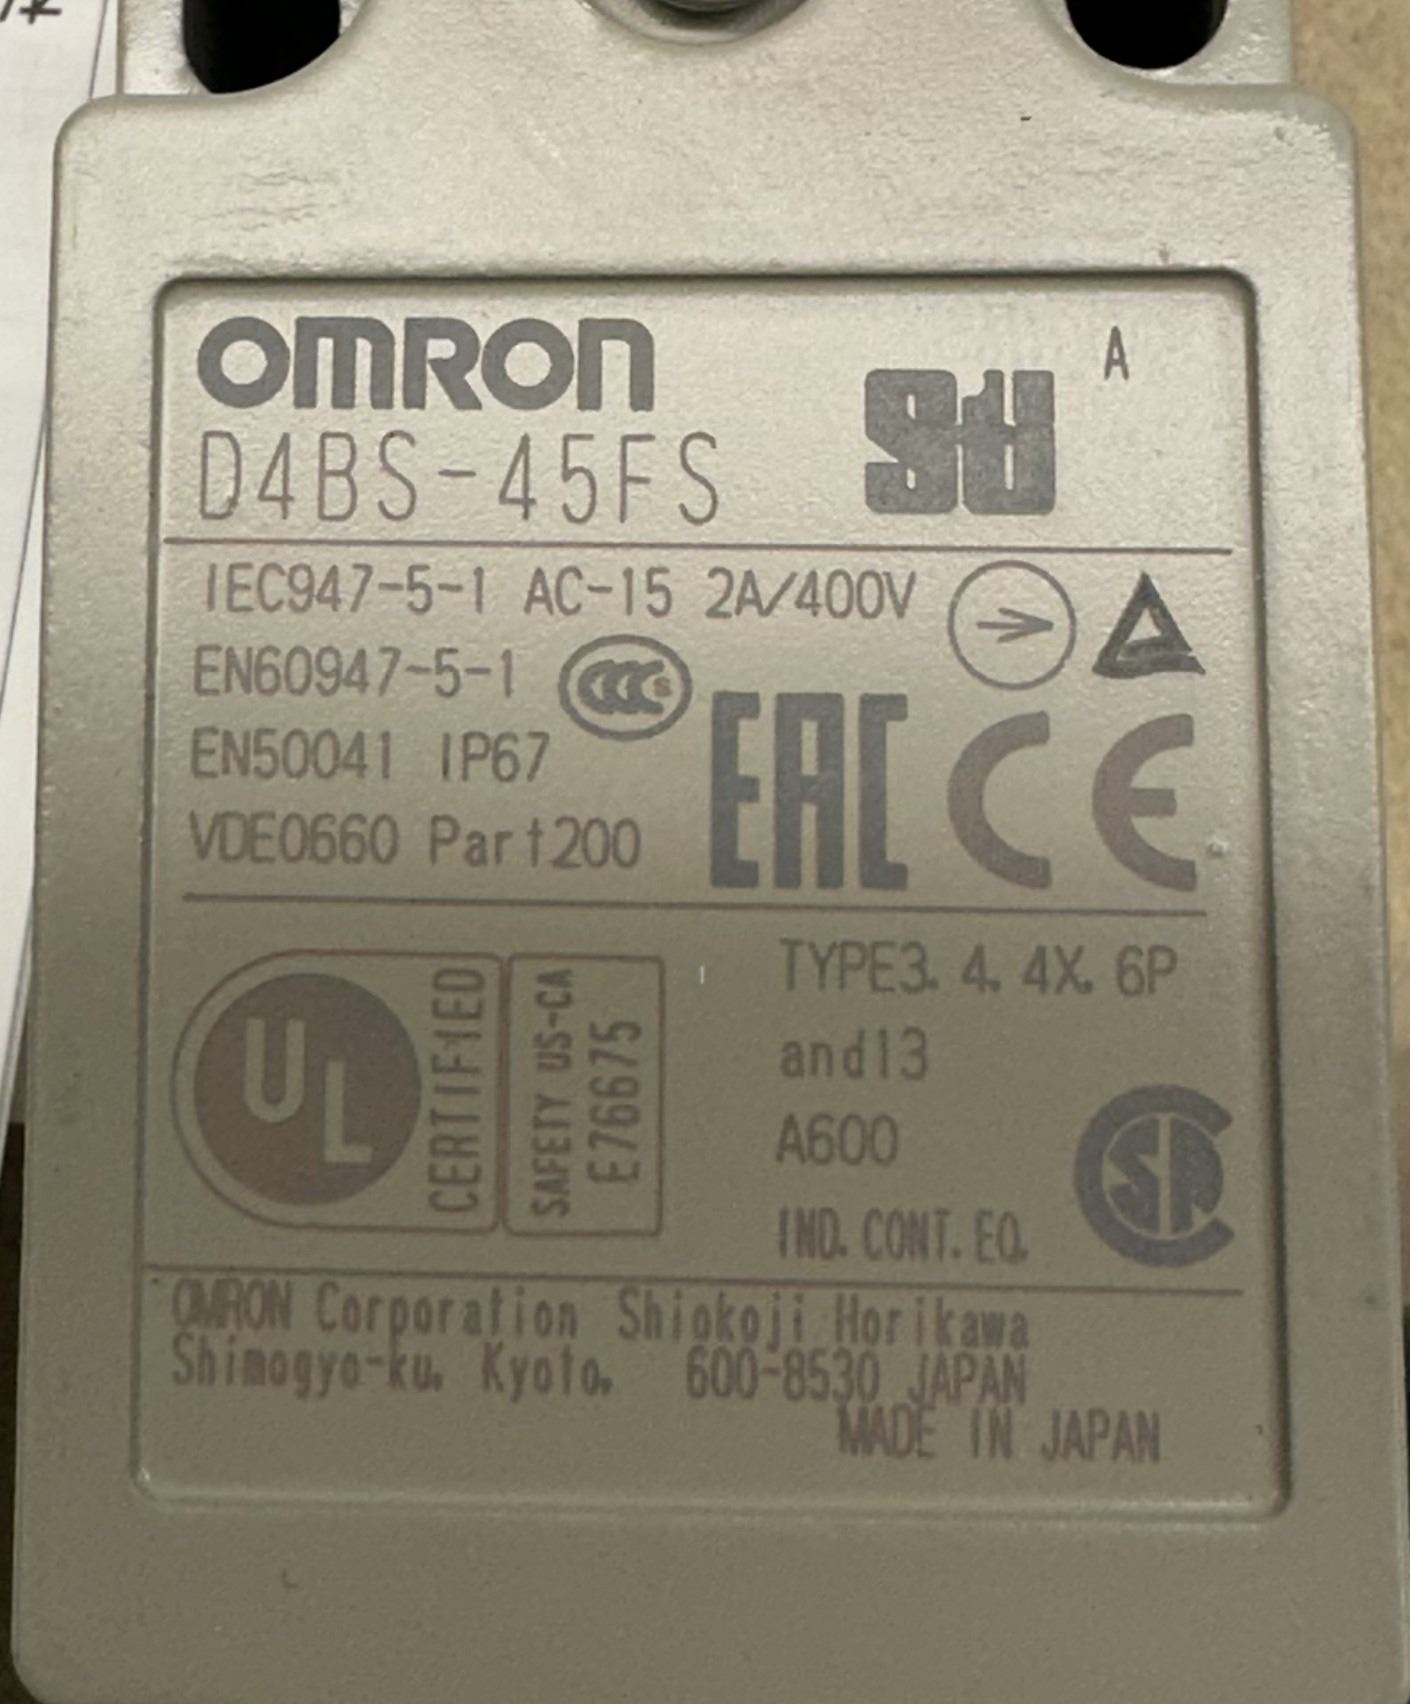 OMRON
A
D4BS-45FS
IEC947-5-1 AC-15 2A/400V
EN60947-5-1
CCCS
EN50041 IP67
EAC CE
VDE0660 Part200
UL
CERTIFIED
SAFETY US-CA
E76675
TYPE3. 4. 4X. 6P
and13
A600
IND. CONT. EQ.
OMRON Corporation Shiokoji Horikawa
Shimogyo-ku, Kyoto, 600-8530 JAPAN
MADE IN JAPAN